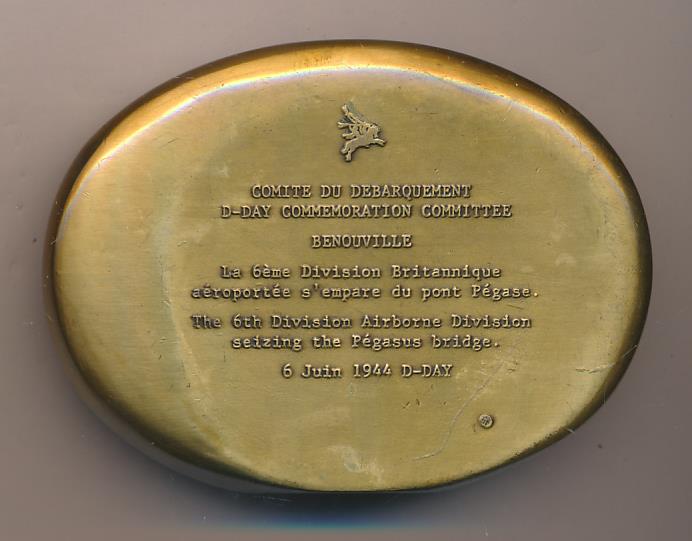 COMITE DU DEBARQUEMENT
D-DAY COMMEMORATION COMMITTEE
BENOUVILLE
La 6ème Division Britannique
aéroportée s'empare du pont Pégase.
The 6th Division Airborne Division
seizing the Pégasus bridge.
6 Juin 1944 D-DAY